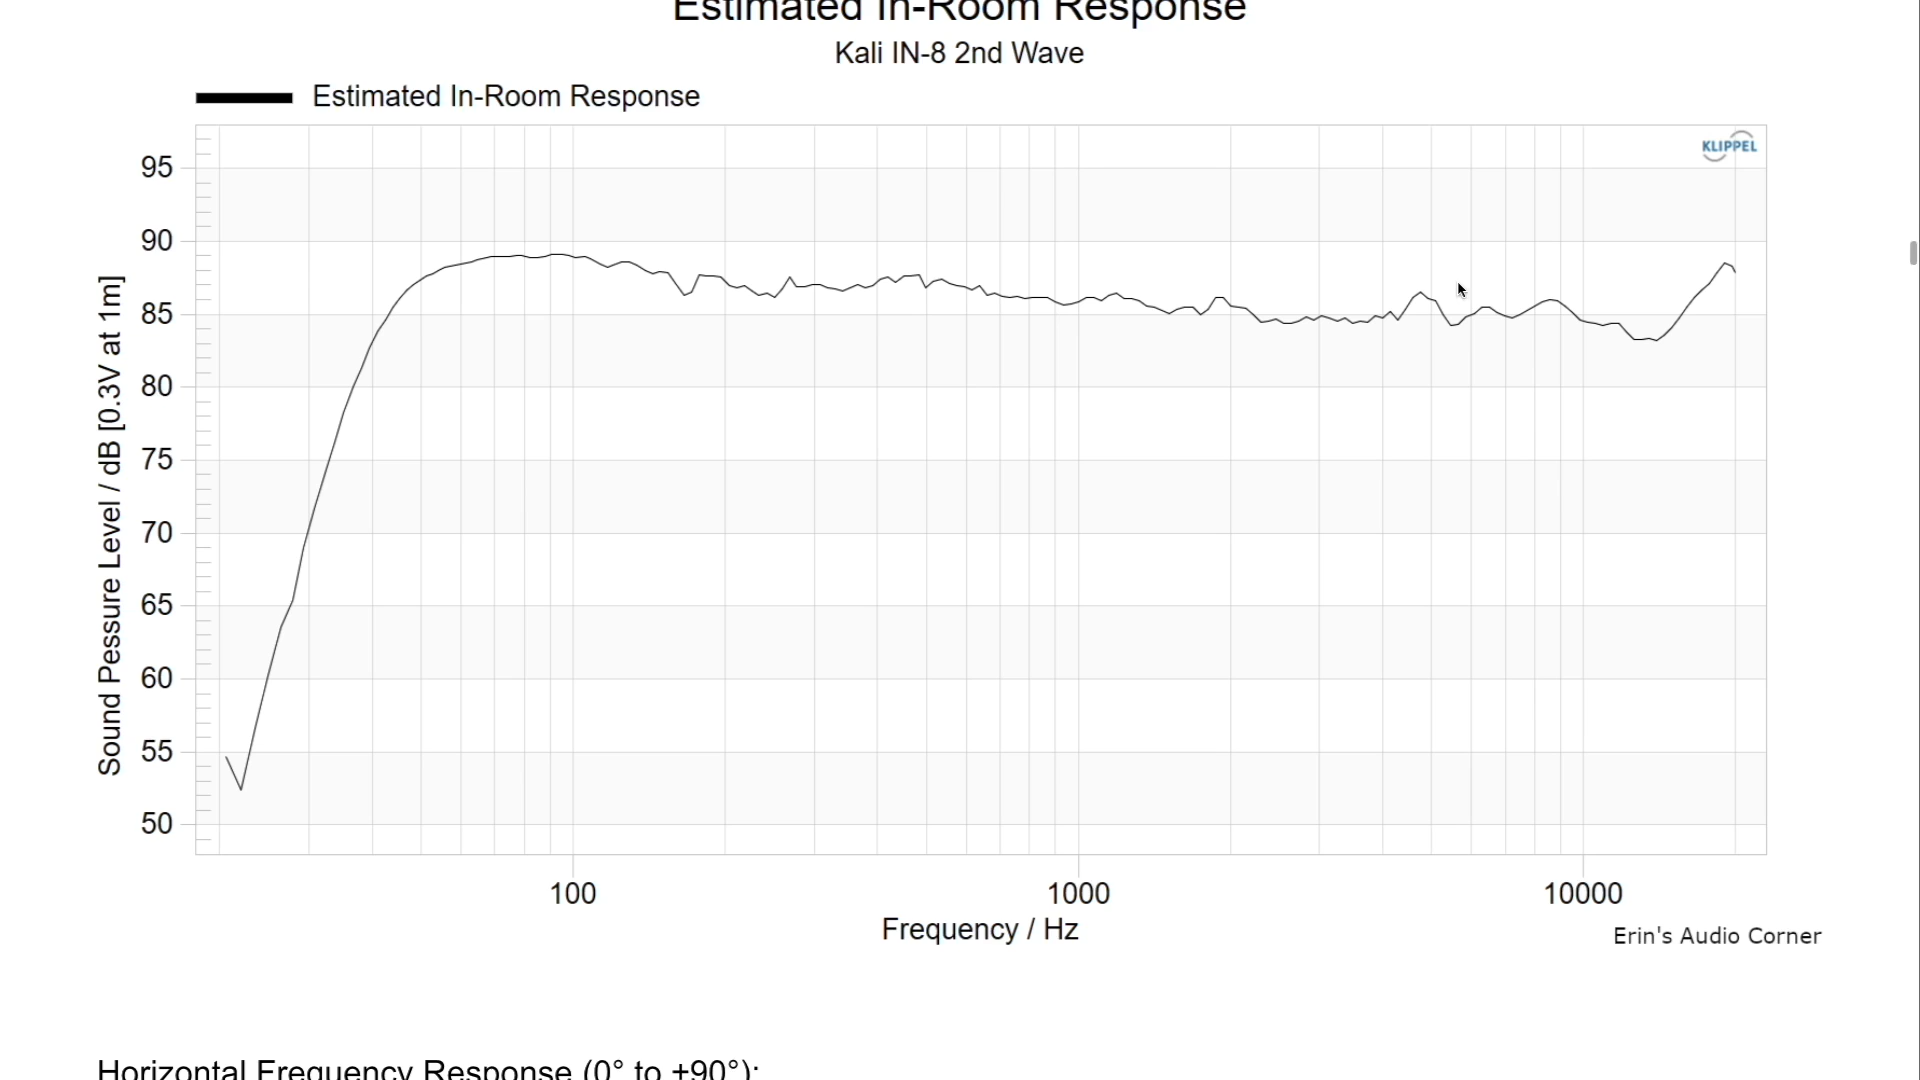 Estimated In-Room Response
Kali IN-8 2nd Wave
Estimated In-Room Response
KLIPPEL
95
90
85
80
75
70
65
60
55
50
Sound Pessure Level / dB [0.3V at 1m]
100
1000
10000
Frequency / Hz
Erin's Audio Corner
Horizontal Frequency Response (0° to ±90°):